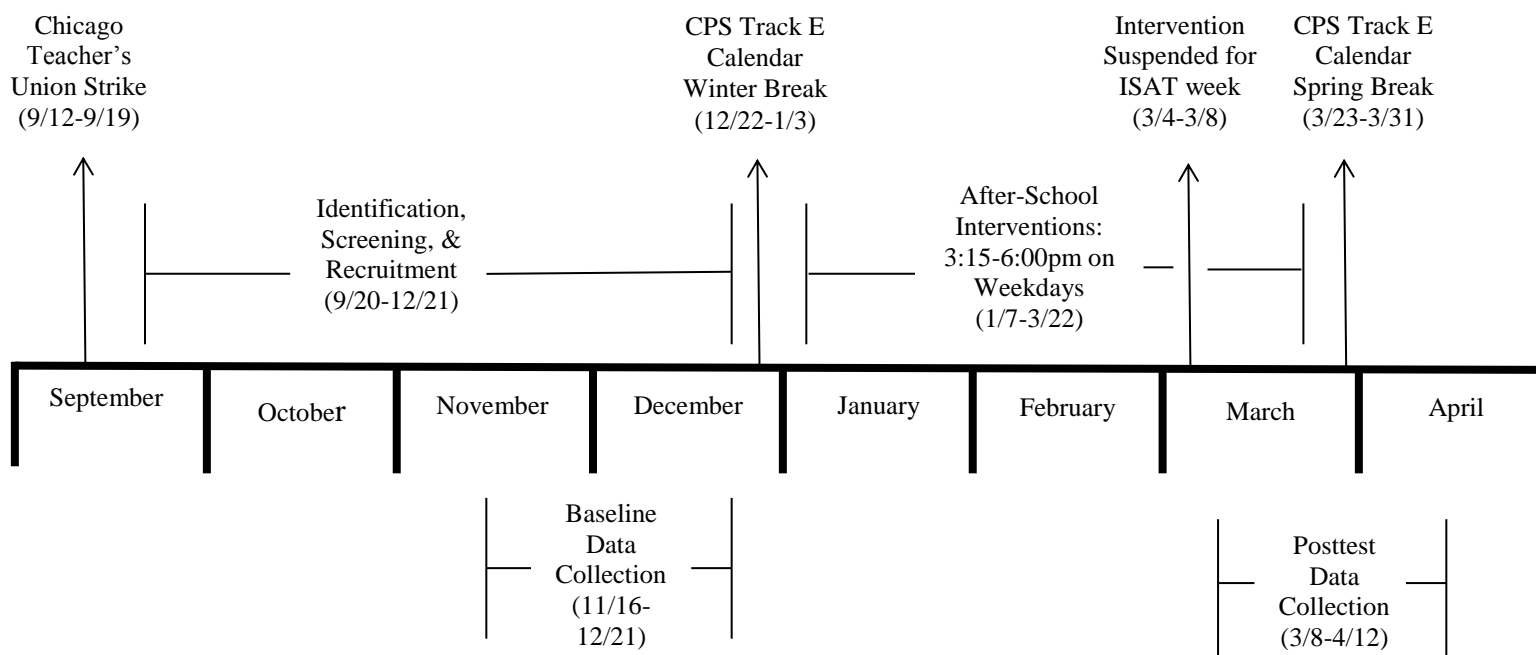 Chicago
Teacher's
Union Strike
(9/12-9/19)
CPS Track E
Calendar
Winter Break
(12/22-1/3)
Intervention
Suspended for
ISAT week
(3/4-3/8)
CPS Track E
Calendar
Spring Break
(3/23-3/31)
Identification,
Screening, &
Recruitment
(9/20-12/21)
After-School
Interventions:
3:15-6:00pm on
Weekdays
(1/7-3/22)
September
October
November
December
January
February
March
April
Baseline
Data
Collection
(11/16-
12/21)
Posttest
Data
Collection
(3/8-4/12)